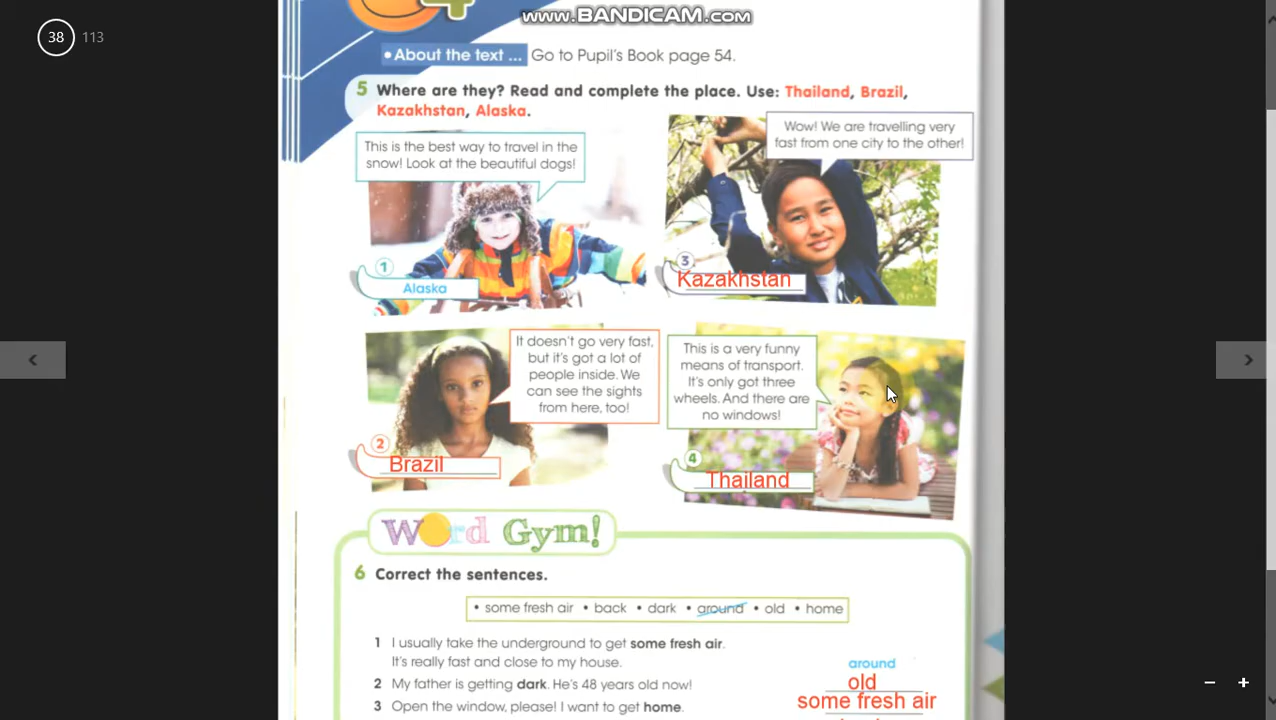 www.BANDICAM.com
38 113
4
• About the text ... Go to Pupil's Book page 54.
5 Where are they? Read and complete the place. Use: Thailand, Brazil,
Kazakhstan, Alaska.
This is the best way to travel in the
snow! Look at the beautiful dogs!
1
Alaska
Wow! We are travelling very
fast from one city to the other!
3
Kazakhstan
It doesn't go very fast,
but it's got a lot of
people inside. We
can see the sights
from here, too!
2
Brazil
This is a very funny
means of transport.
It's only got three
wheels. And there are
no windows!
4
Thailand
Word Gym!
6 Correct the sentences.
• some fresh air • back • dark • around • old • home
1 I usually take the underground to get some fresh air.
It's really fast and close to my house.
around
2 My father is getting dark. He's 48 years old now!
old
3 Open the window, please! I want to get home.
some fresh air